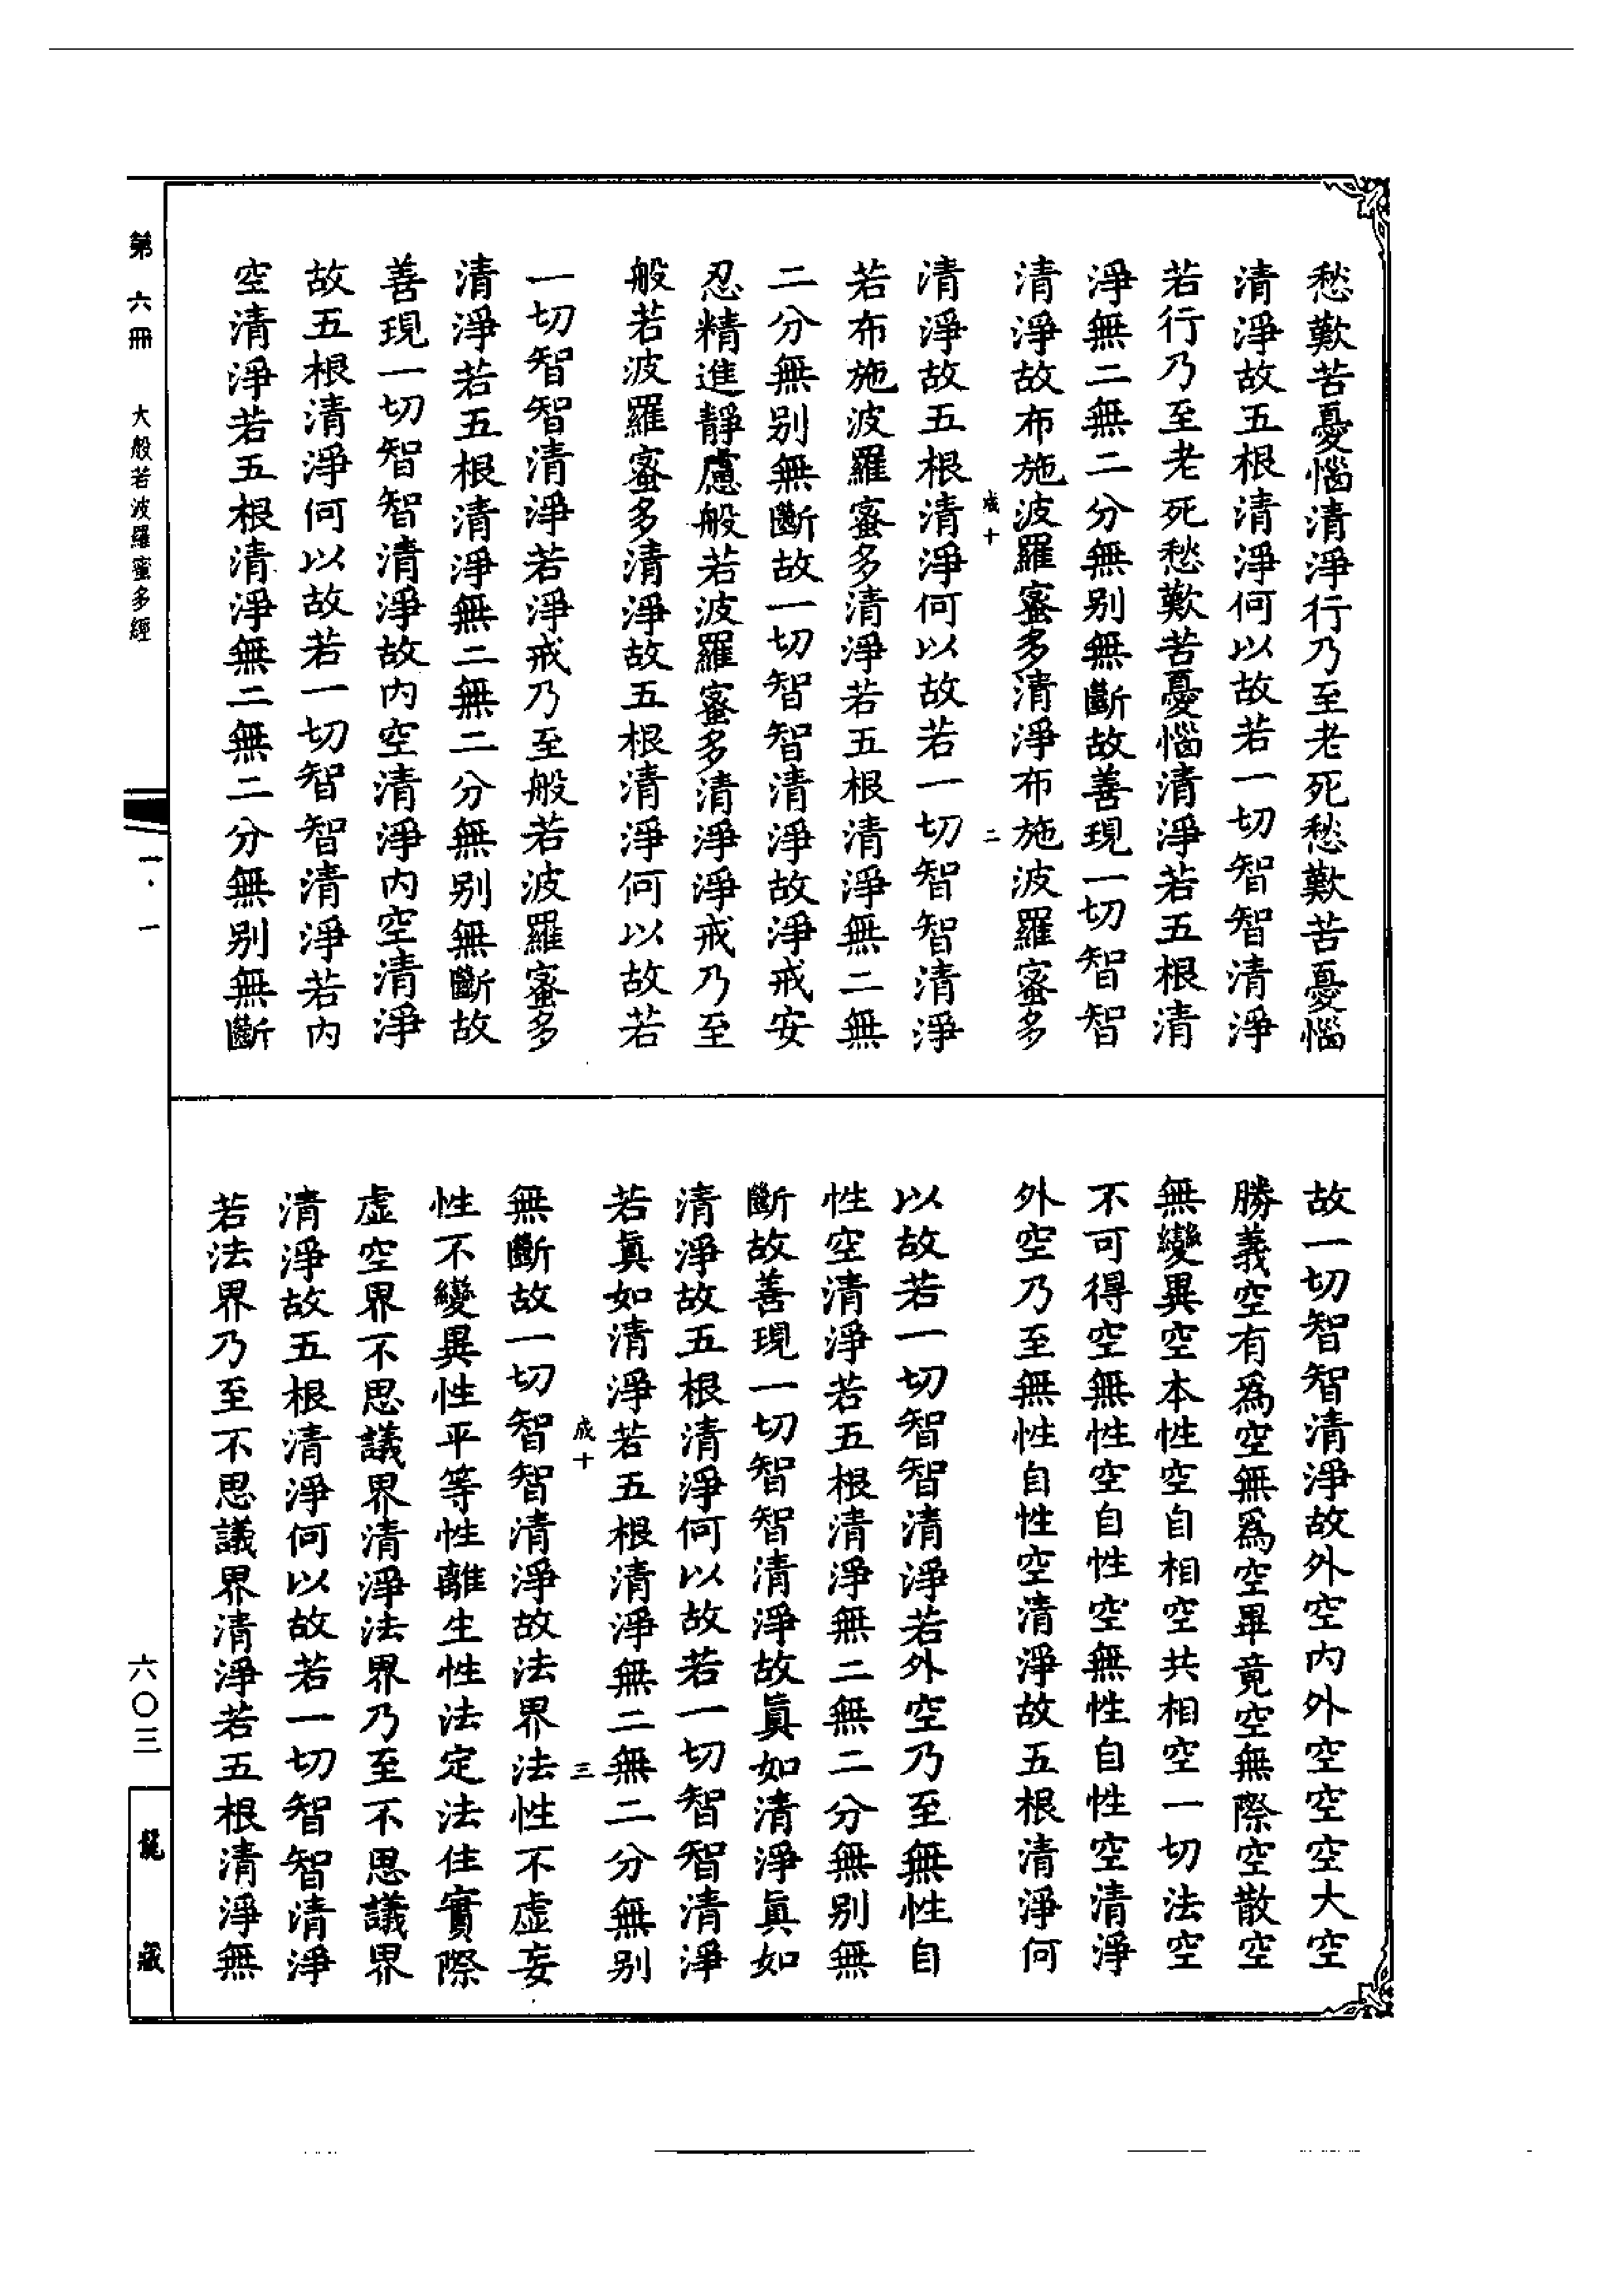 愁歎苦憂惱清淨行乃至老死愁歎苦憂惱
清淨故五根清淨何以故若一切智智清淨
若行乃至老死愁歎苦憂惱清淨若五根清
淨無二無二分無別無斷故善現一切智智
清淨故布施波羅蜜多清淨布施波羅蜜多
成十 二
清淨故五根清淨何以故若一切智智清淨
若布施波羅蜜多清淨若五根清淨無二無
二分無別無斷故一切智智清淨故淨戒安
忍精進靜慮般若波羅蜜多清淨淨戒乃至
般若波羅蜜多清淨故五根清淨何以故若
一切智智清淨若淨戒乃至般若波羅蜜多
清淨若五根清淨無二無二分無別無斷故
善現一切智智清淨故內空清淨內空清淨
故五根清淨何以故若一切智智清淨若內
空清淨若五根清淨無二無二分無別無斷
故一切智智清淨故外空內外空空空大空
勝義空有為空無為空畢竟空無際空散空
無變異空本性空自相空共相空一切法空
不可得空無性空自性空無性自性空清淨
外空乃至無性自性空清淨故五根清淨何
以故若一切智智清淨若外空乃至無性自
性空清淨若五根清淨無二無二分無別無
斷故善現一切智智清淨故真如清淨真如
清淨故五根清淨何以故若一切智智清淨
若真如清淨若五根清淨無二無二分無別
成十 三
無斷故一切智智清淨故法界法性不虛妄
性不變異性平等性離生性法定法住實際
虛空界不思議界清淨法界乃至不思議界
清淨故五根清淨何以故若一切智智清淨
若法界乃至不思議界清淨若五根清淨無
第六冊 大般若波羅蜜多經
一·一
六〇三
龍藏